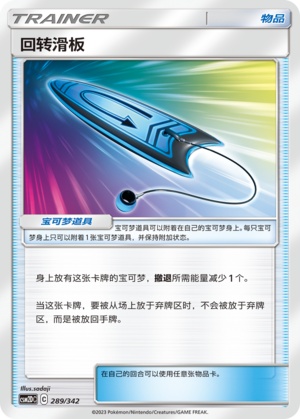 TRAINER 物品
回转滑板
宝可梦道具 宝可梦道具可以附着在自己的宝可梦身上。每只宝可
梦身上只可以附着1张宝可梦道具，并保持附加状态。
身上放有这张卡牌的宝可梦，撤退所需能量减少1个。
当这张卡牌，要被从场上放于弃牌区时，不会被放于弃牌
区，而是被放回手牌。
在自己的回合可以使用任意张物品卡。
Illus.sadaji
CSM2DC C 289/342
©2023 Pokémon/Nintendo/Creatures/GAME FREAK.